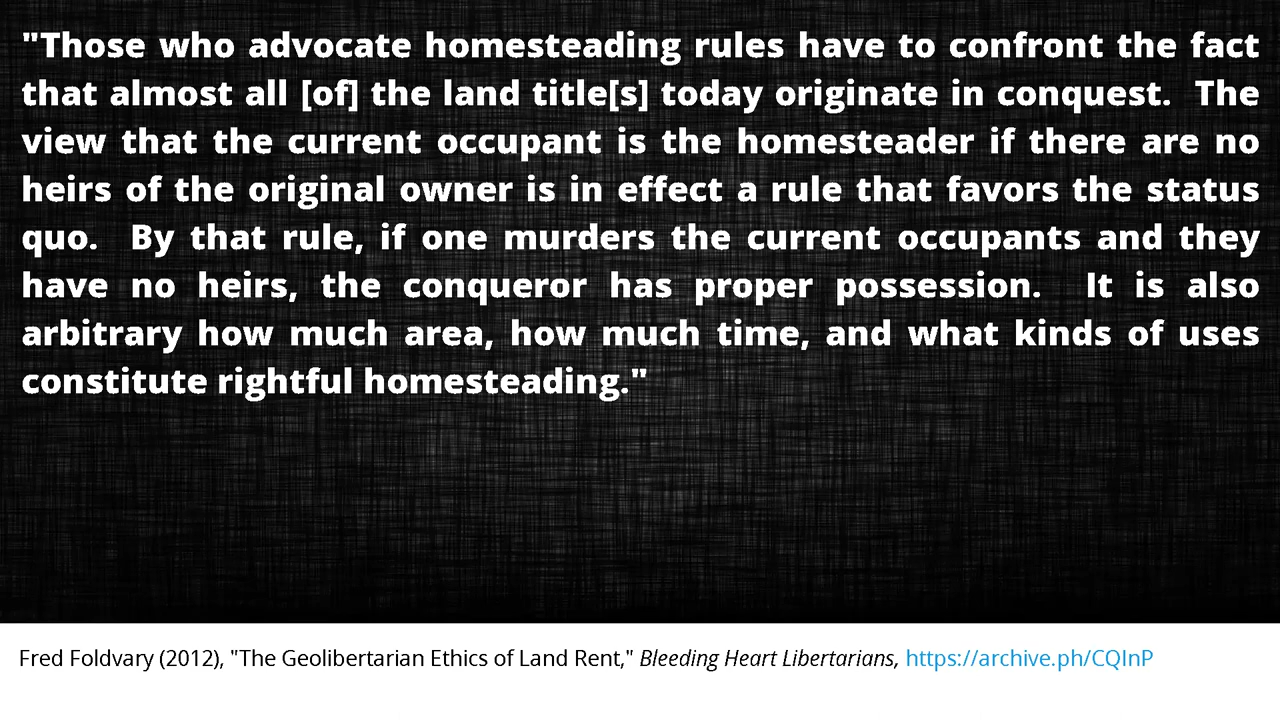 "Those who advocate homesteading rules have to confront the fact
that almost all [of] the land title[s] today originate in conquest.  The
view that the current occupant is the homesteader if there are no
heirs of the original owner is in effect a rule that favors the status
quo.  By that rule, if one murders the current occupants and they
have no heirs, the conqueror has proper possession.  It is also
arbitrary how much area, how much time, and what kinds of uses
constitute rightful homesteading."
Fred Foldvary (2012), "The Geolibertarian Ethics of Land Rent," Bleeding Heart Libertarians, https://archive.ph/CQInP